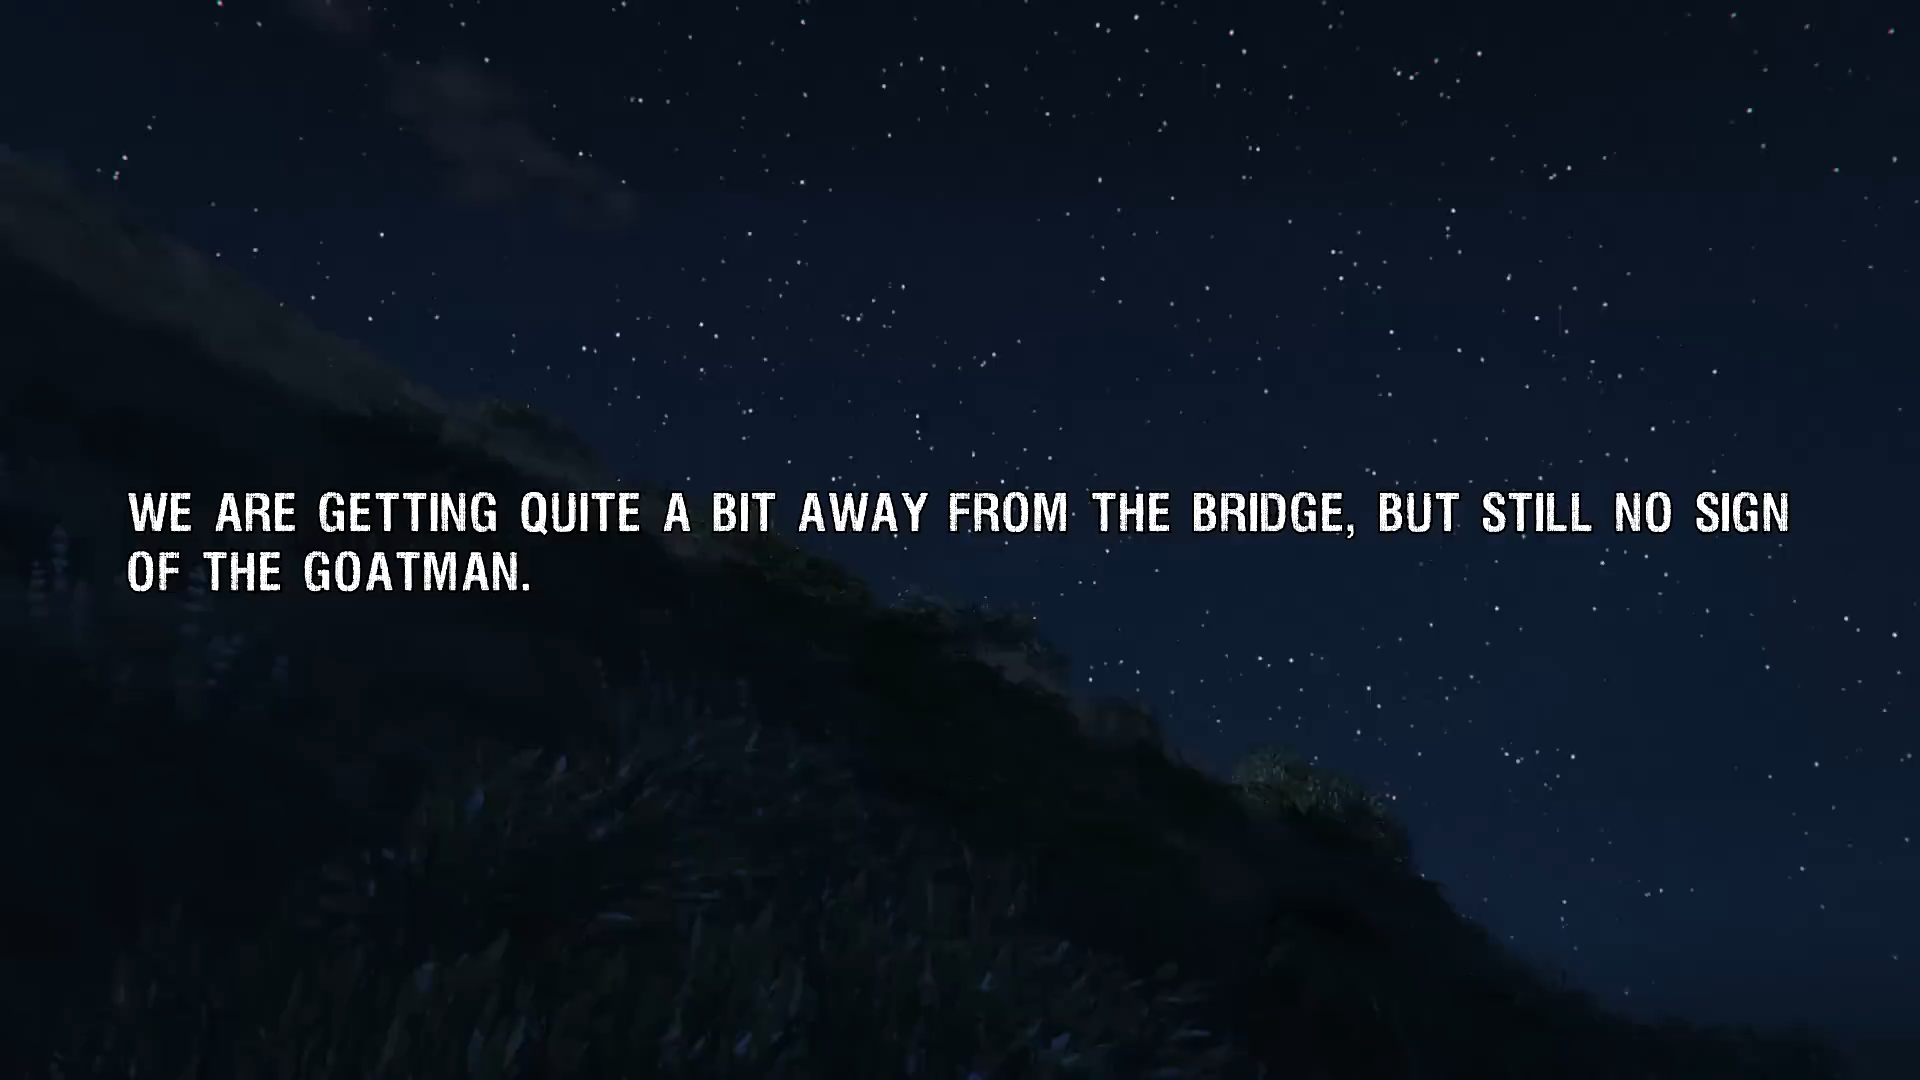 WE ARE GETTING QUITE A BIT AWAY FROM THE BRIDGE, BUT STILL NO SIGN
OF THE GOATMAN.